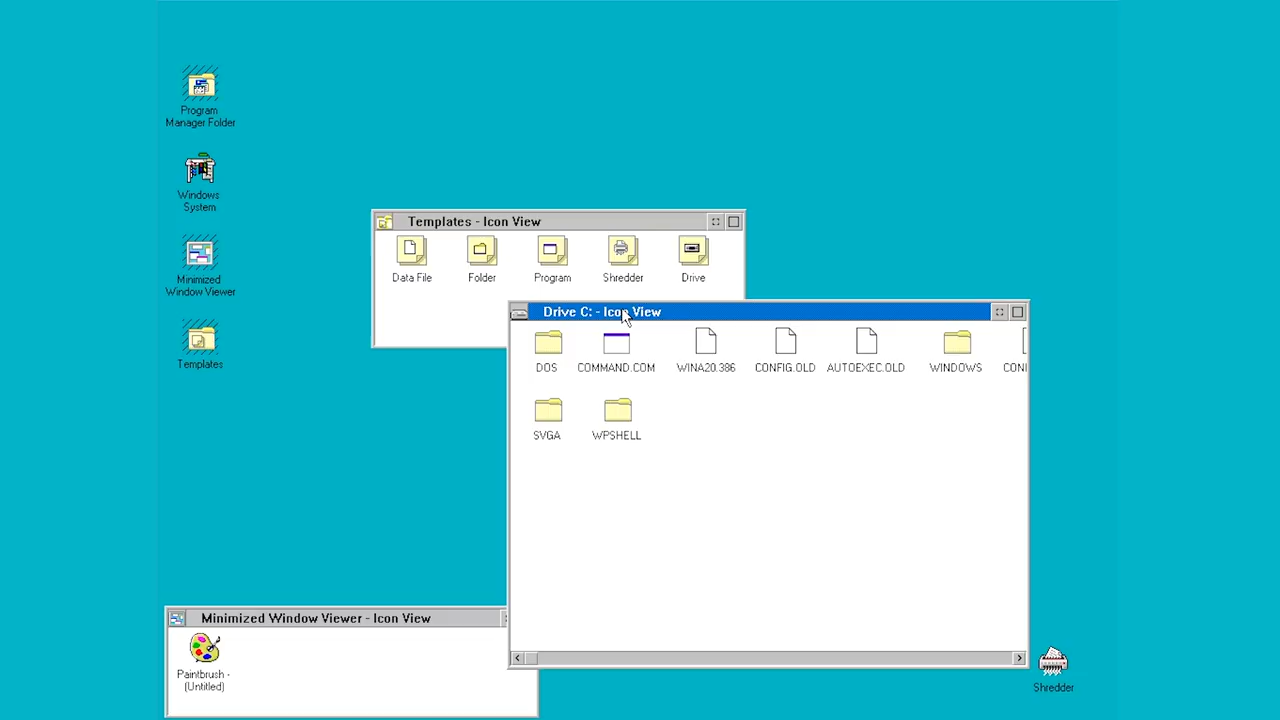 Program
Manager Folder
Windows
System
Minimized
Window Viewer
Templates
Templates - Icon View
Data File
Folder
Program
Shredder
Drive
Drive C: - Icon View
DOS
COMMAND.COM
WINA20.386
CONFIG.OLD
AUTOEXEC.OLD
WINDOWS
SVGA
WPSHELL
Minimized Window Viewer - Icon View
Paintbrush -
(Untitled)
Shredder